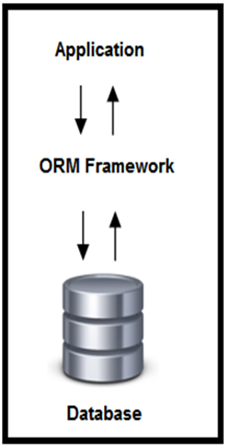 Application
ORM Framework
Database